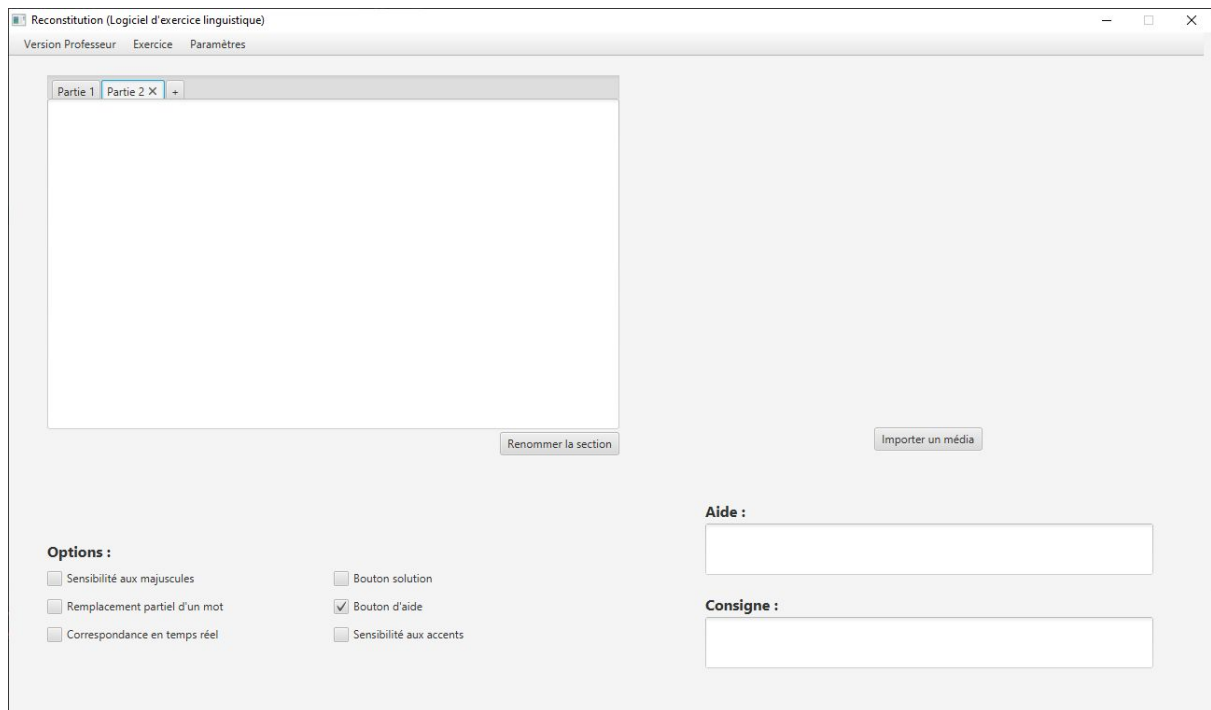 Reconstitution (Logiciel d'exercice linguistique)
Version Professeur Exercice Paramètres
Partie 1 Partie 2 +
Renommer la section
Importer un média
Aide :
Options :
Sensibilité aux majuscules Bouton solution
Remplacement partiel d'un mot Bouton d'aide
Consigne :
Correspondance en temps réel Sensibilité aux accents